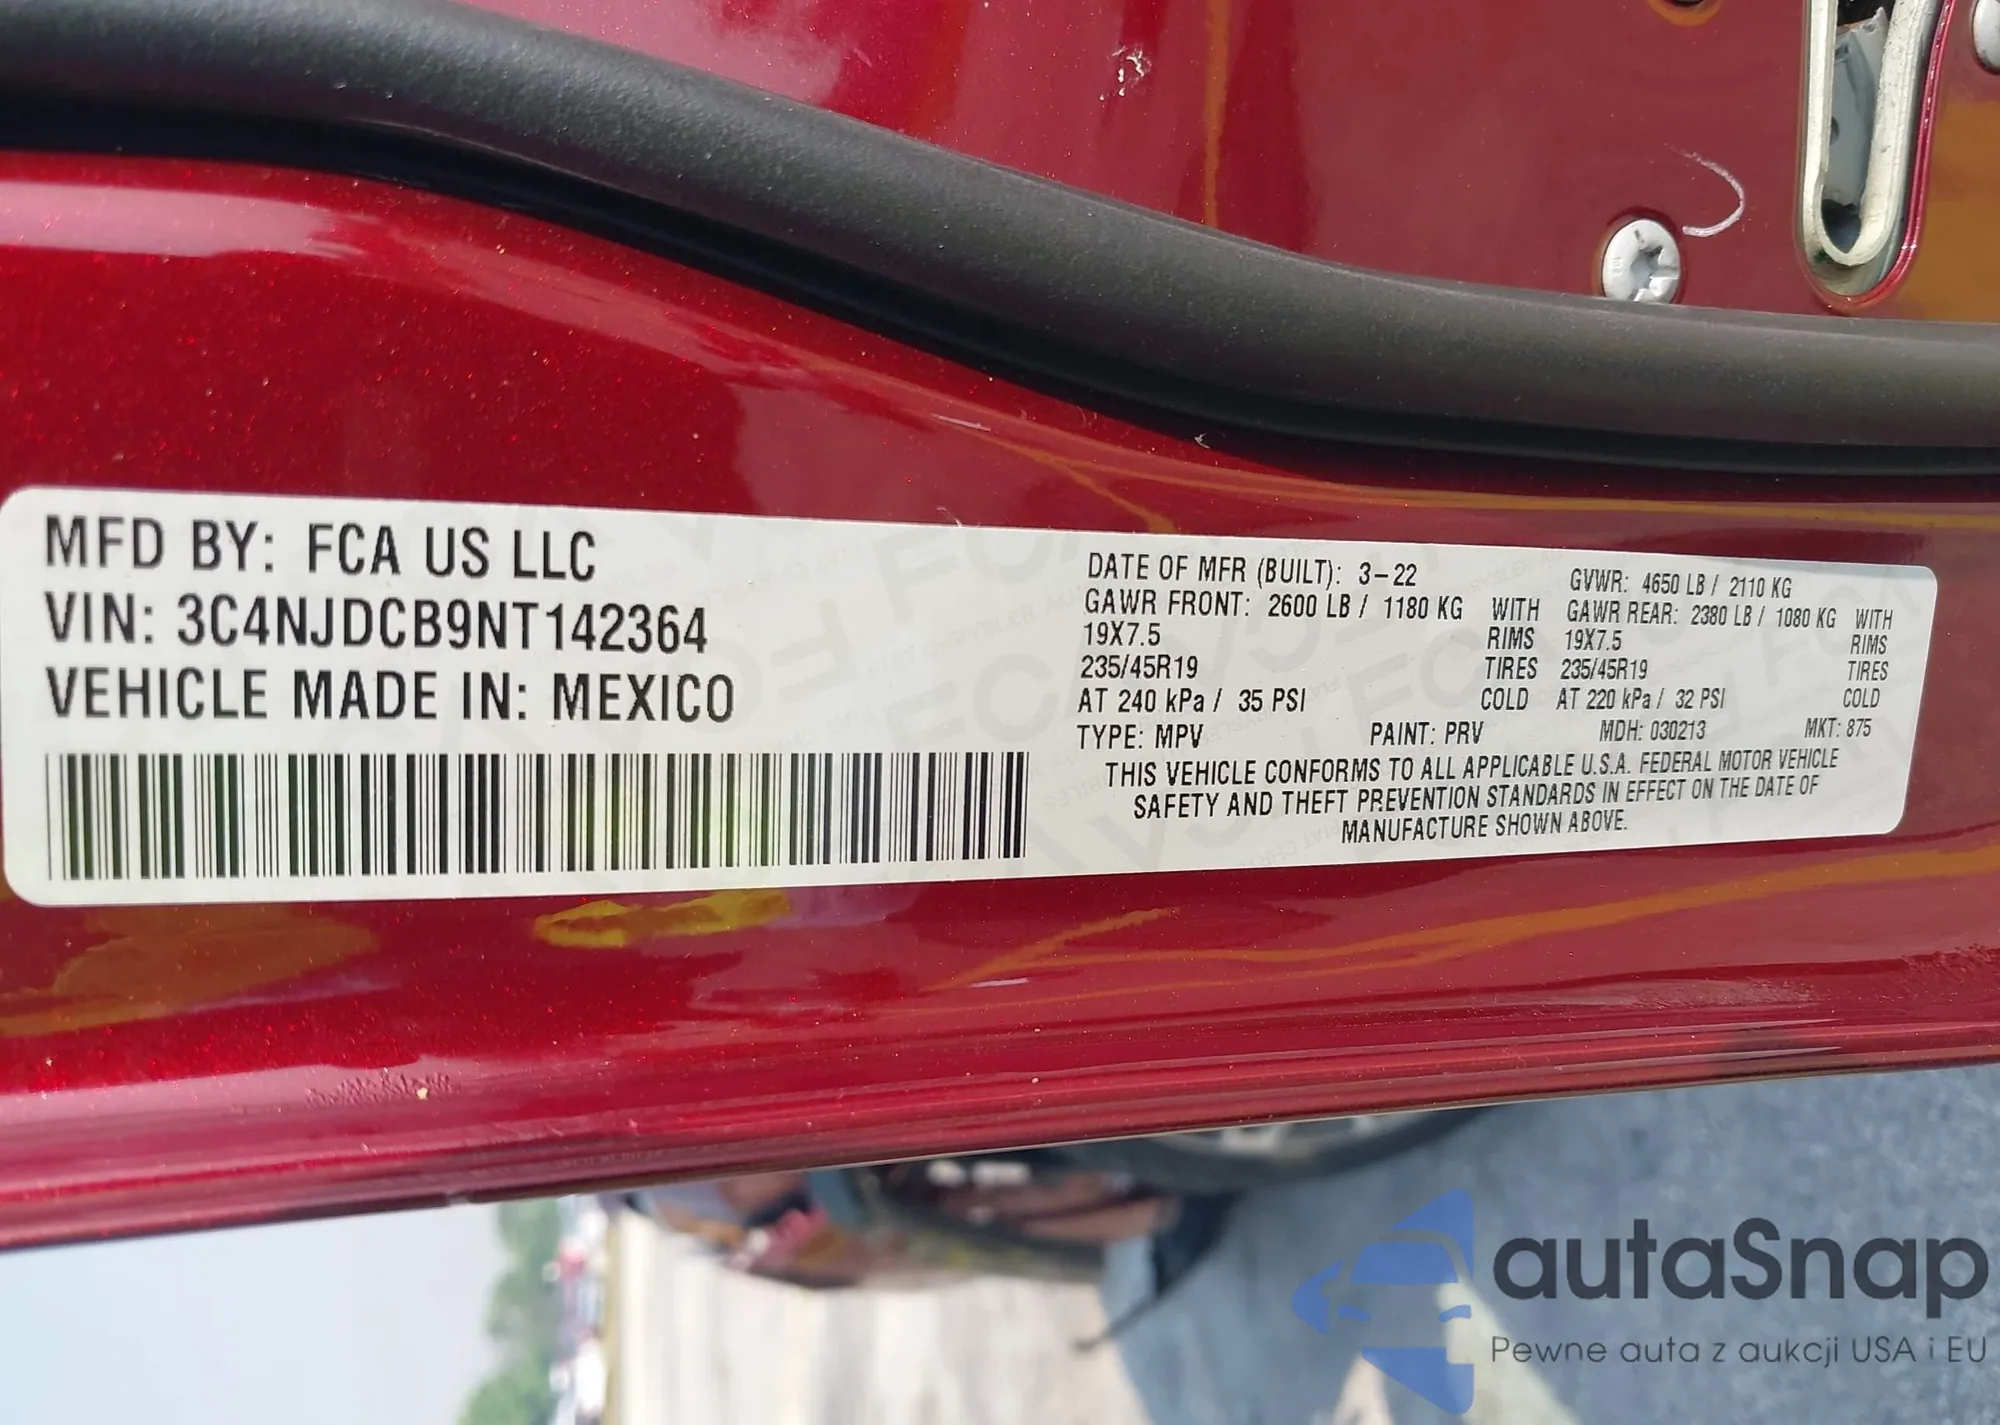 MFD BY: FCA US LLC
VIN: 3C4NJDCB9NT142364
VEHICLE MADE IN: MEXICO
DATE OF MFR (BUILT): 3-22 GVWR: 4650 LB / 2110 KG
GAWR FRONT: 2600 LB / 1180 KG WITH GAWR REAR: 2380 LB / 1080 KG WITH
19X7.5 RIMS 19X7.5 RIMS
235/45R19 TIRES 235/45R19 TIRES
AT 240 kPa / 35 PSI COLD AT 220 kPa / 32 PSI COLD
TYPE: MPV PAINT: PRV MDH: 030213 MKT: 875
THIS VEHICLE CONFORMS TO ALL APPLICABLE U.S.A. FEDERAL MOTOR VEHICLE
SAFETY AND THEFT PREVENTION STANDARDS IN EFFECT ON THE DATE OF
MANUFACTURE SHOWN ABOVE.
autaSnap
Pewne auta z aukcji USA i EU